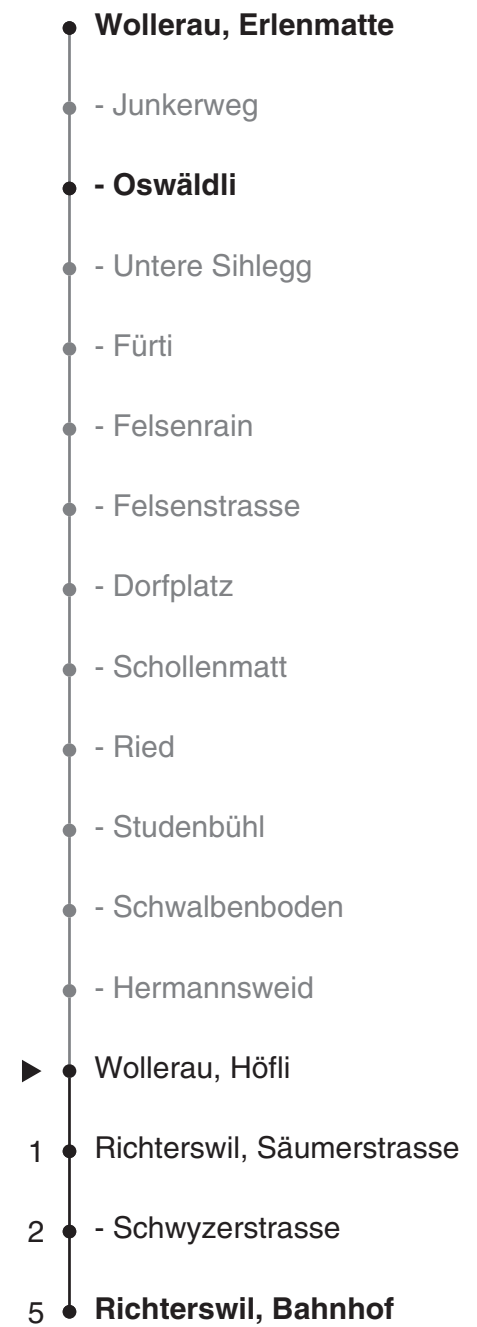 Wollerau, Erlenmatte
- Junkerweg
- Oswäldli
- Untere Sihlegg
- Fürti
- Felsenrain
- Felsenstrasse
- Dorfplatz
- Schollenmatt
- Ried
- Studenbühl
- Schwalbenboden
- Hermannsweid
Wollerau, Höfli
1 Richterswil, Säumerstrasse
2 - Schwyzerstrasse
5 Richterswil, Bahnhof